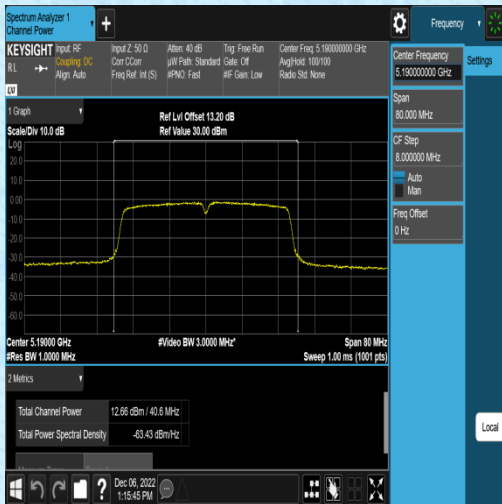 Spectrum Analyzer 1
Channel Power
Frequency
KEYSIGHT
RL
LXI
Input: RF
Coupling: DC
Align: Auto
Input Z: 50 Ω
Corr CCorr
Freq Ref: Int (S)
Atten: 40 dB
µW Path: Standard
#PNO: Fast
Trig: Free Run
Gate: Off
#IF Gain: Low
Center Freq: 5.190000000 GHz
Avg|Hold: 100/100
Radio Std: None
Center Frequency
5.190000000 GHz
Settings
Span
80.000 MHz
CF Step
8.000000 MHz
Auto
Man
Freq Offset
0 Hz
1 Graph
Scale/Div 10.0 dB
Ref Lvl Offset 13.20 dB
Ref Value 30.00 dBm
Log
20.0
10.0
0.00
-10.0
-20.0
-30.0
-40.0
-50.0
-60.0
Center 5.19000 GHz
#Res BW 1.0000 MHz
#Video BW 3.0000 MHz*
Span 80 MHz
Sweep 1.00 ms (1001 pts)
2 Metrics
Total Channel Power 12.66 dBm / 40.6 MHz
Total Power Spectral Density -63.43 dBm/Hz
Local
?
Dec 06, 2022
1:15:45 PM